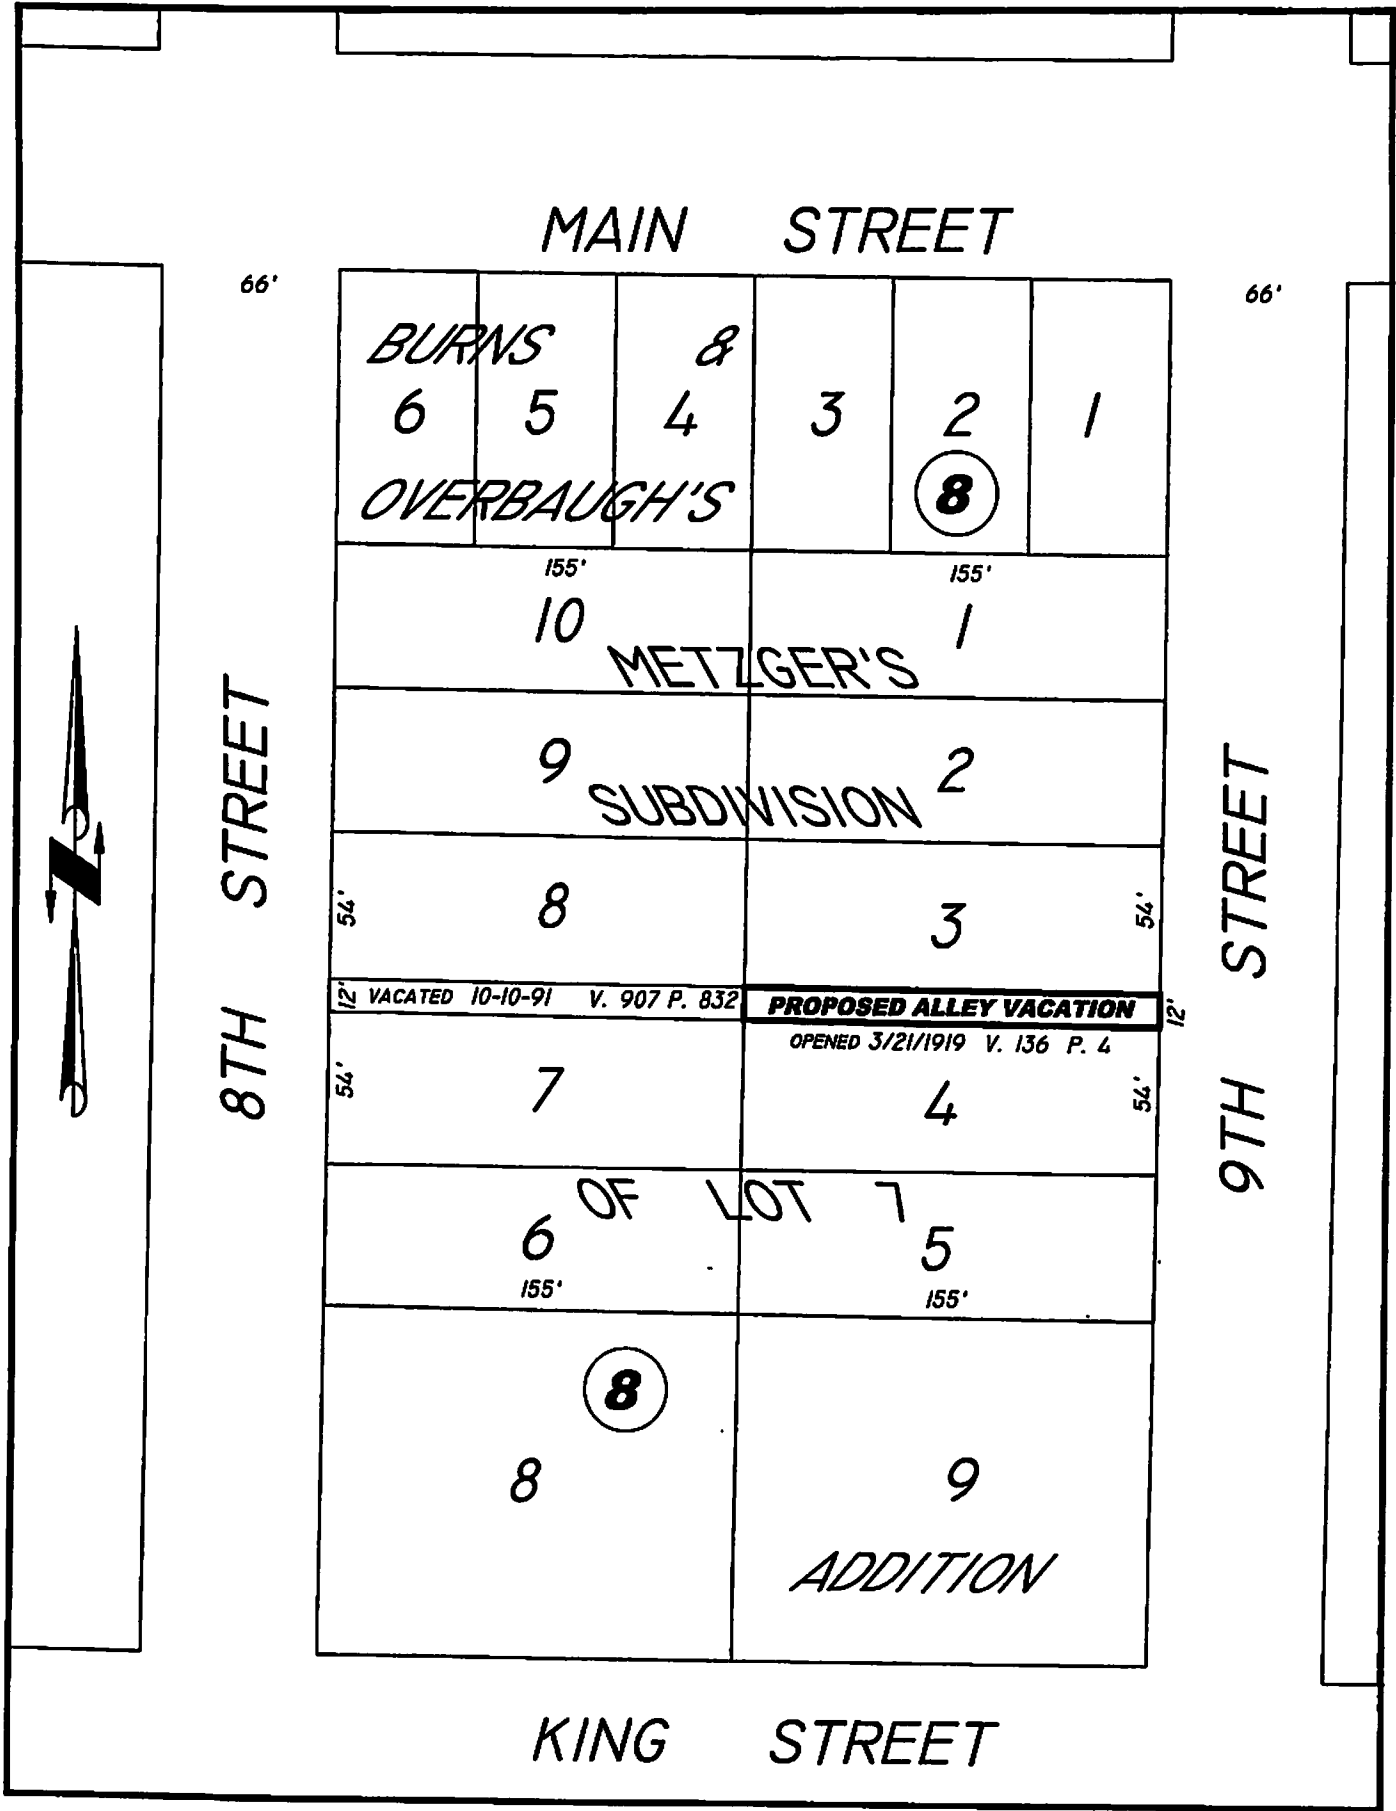 MAIN STREET
66'
66'
BURNS &
6 5 4 3 2 1
OVERBAUGH'S
8
155' 155'
10 1
METZGER'S
9 2
SUBDIVISION
8TH STREET
9TH STREET
N
54' 8 3 54'
12' VACATED 10-10-91 V. 907 P. 832 PROPOSED ALLEY VACATION 12'
OPENED 3/21/1919 V. 136 P. 4
54' 7 4 54'
OF LOT 7
6 5
155' 155'
8
8 9
ADDITION
KING STREET